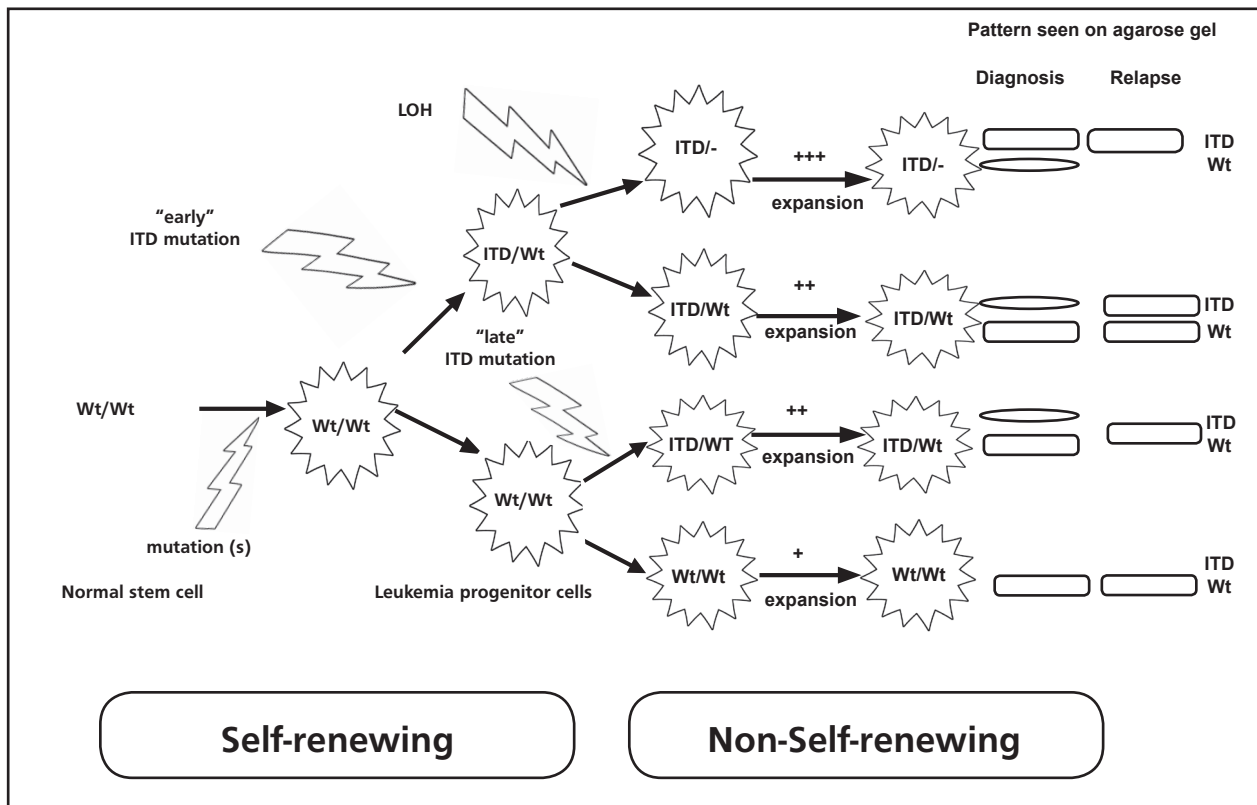 Pattern seen on agarose gel
Diagnosis Relapse
LOH
ITD/-
+++
expansion
ITD/-
ITD
Wt
“early”
ITD mutation
ITD/Wt
ITD/Wt
++
expansion
ITD/Wt
ITD
Wt
“late”
ITD mutation
Wt/Wt
Wt/Wt
ITD/WT
++
expansion
ITD/Wt
ITD
Wt
Wt/Wt
mutation (s)
Wt/Wt
+
expansion
Wt/Wt
ITD
Wt
Normal stem cell
Leukemia progenitor cells
Self-renewing
Non-Self-renewing